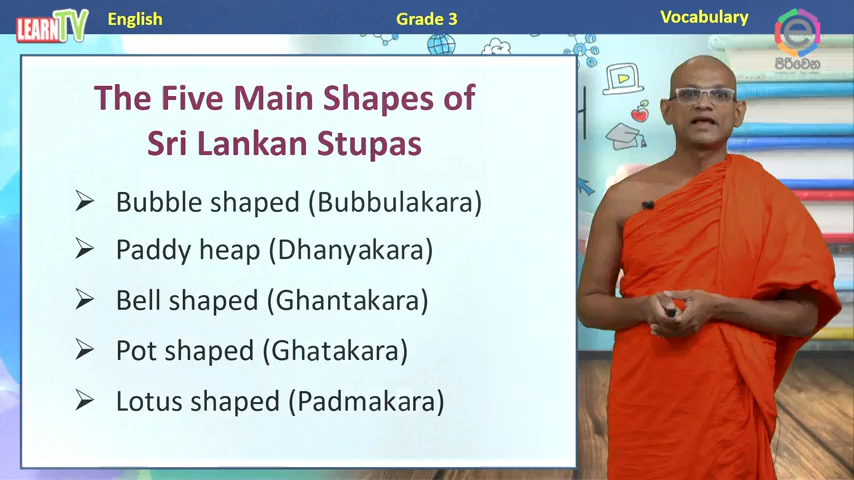 LEARN TV
English
Grade 3
Vocabulary
පිරිවෙන
The Five Main Shapes of
Sri Lankan Stupas
➢ Bubble shaped (Bubbulakara)
➢ Paddy heap (Dhanyakara)
➢ Bell shaped (Ghantakara)
➢ Pot shaped (Ghatakara)
➢ Lotus shaped (Padmakara)